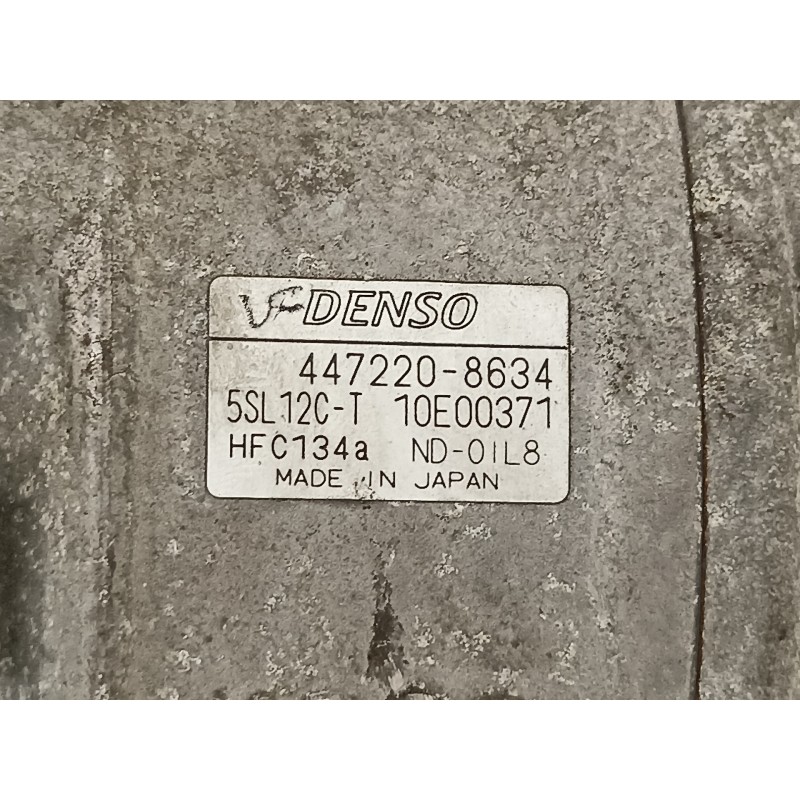 DENSO
447220-8634
5SL12C-T 10E00371
HFC134a ND-OIL8
MADE IN JAPAN